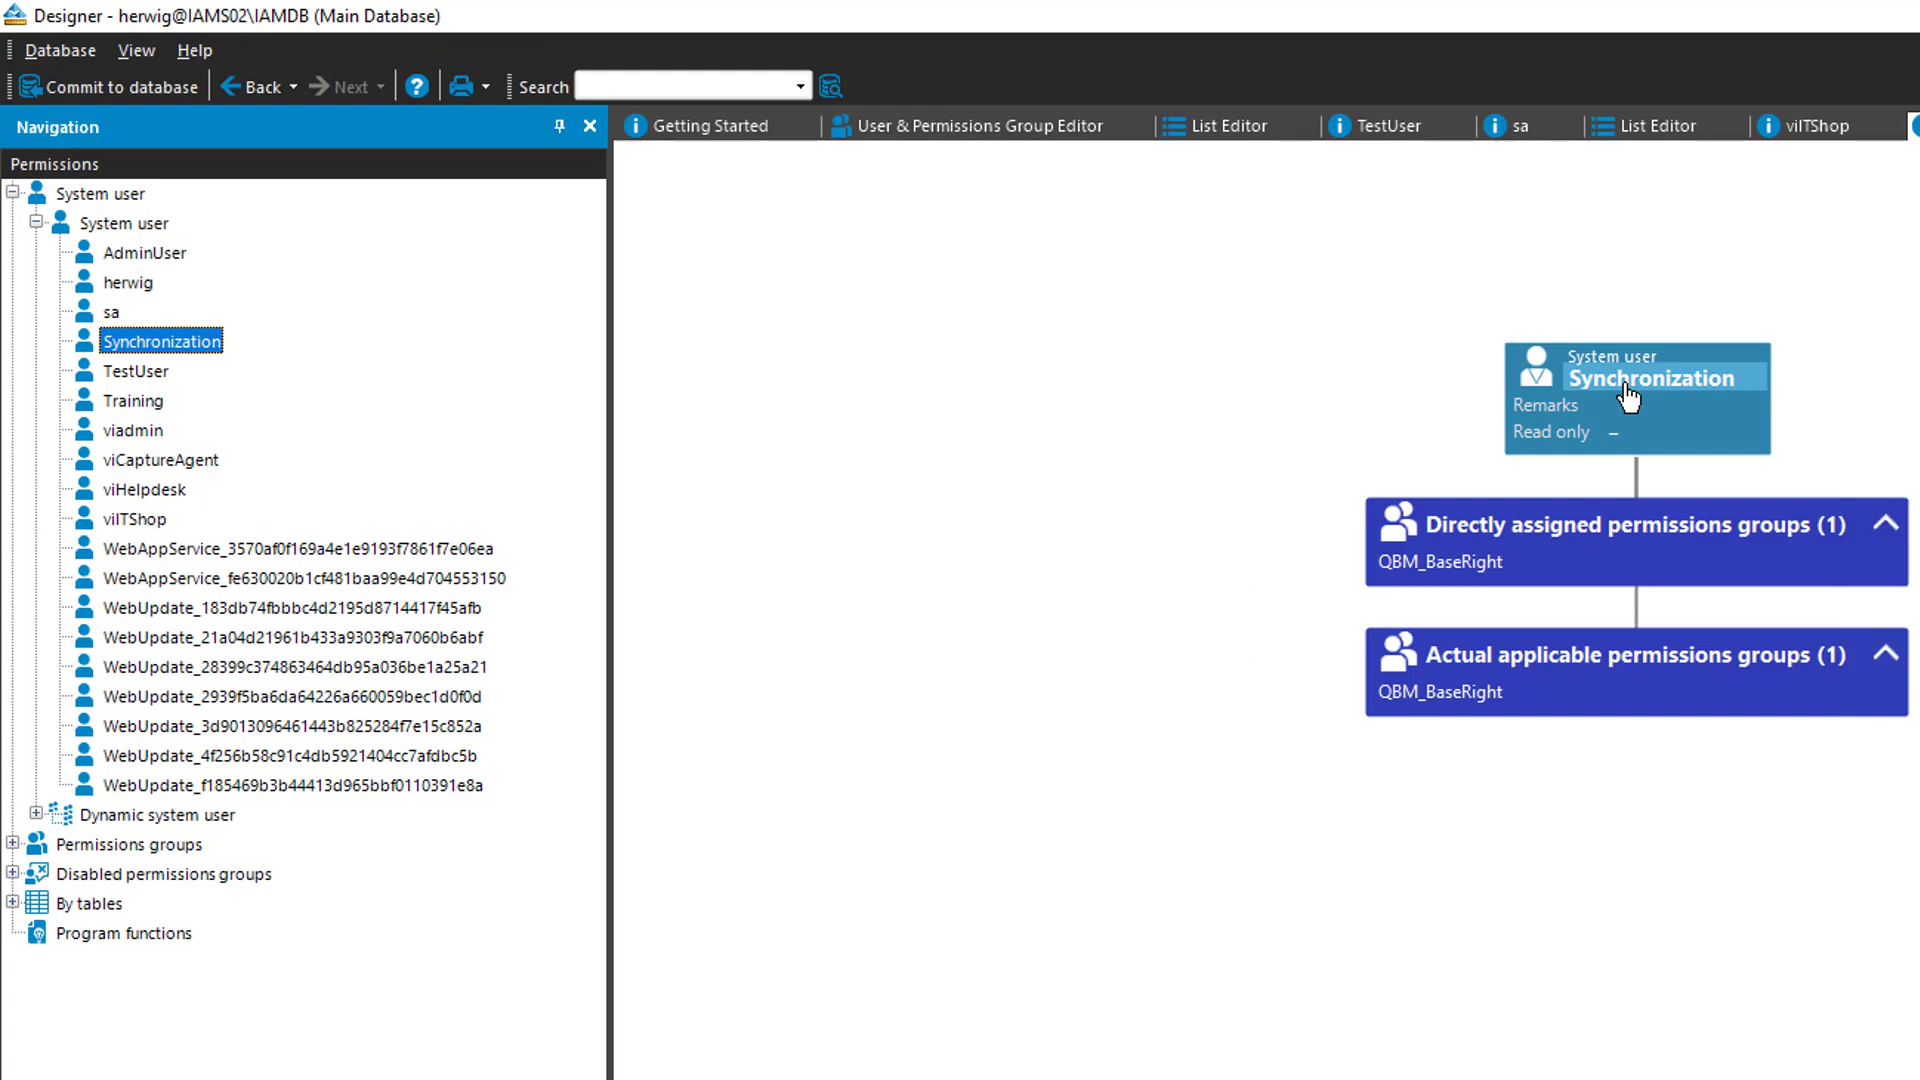 Designer - herwig@IAMS02\IAMDB (Main Database)
Database View Help
Commit to database Back Next ? Search
Navigation
Getting Started User & Permissions Group Editor List Editor TestUser sa List Editor viITShop
Permissions
System user
System user
AdminUser
herwig
sa
Synchronization
TestUser
Training
viadmin
viCaptureAgent
viHelpdesk
viITShop
WebAppService_3570af0f169a4e1e9193f7861f7e06ea
WebAppService_fe630020b1cf481baa99e4d704553150
WebUpdate_183db74fbbbc4d2195d8714417f45afb
WebUpdate_21a04d21961b433a9303f9a7060b6abf
WebUpdate_28399c374863464db95a036be1a25a21
WebUpdate_2939f5ba6da64226a660059bec1d0f0d
WebUpdate_3d9013096461443b825284f7e15c852a
WebUpdate_4f256b58c91c4db5921404cc7afdbc5b
WebUpdate_f185469b3b44413d965bbf0110391e8a
Dynamic system user
Permissions groups
Disabled permissions groups
By tables
Program functions
System user
Synchronization
Remarks
Read only –
Directly assigned permissions groups (1)
QBM_BaseRight
Actual applicable permissions groups (1)
QBM_BaseRight